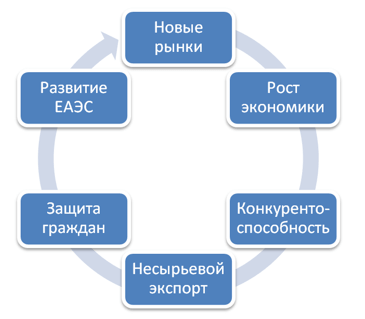 Новые
рынки
Рост
экономики
Конкуренто-
способность
Несырьевой
экспорт
Защита
граждан
Развитие
ЕАЭС